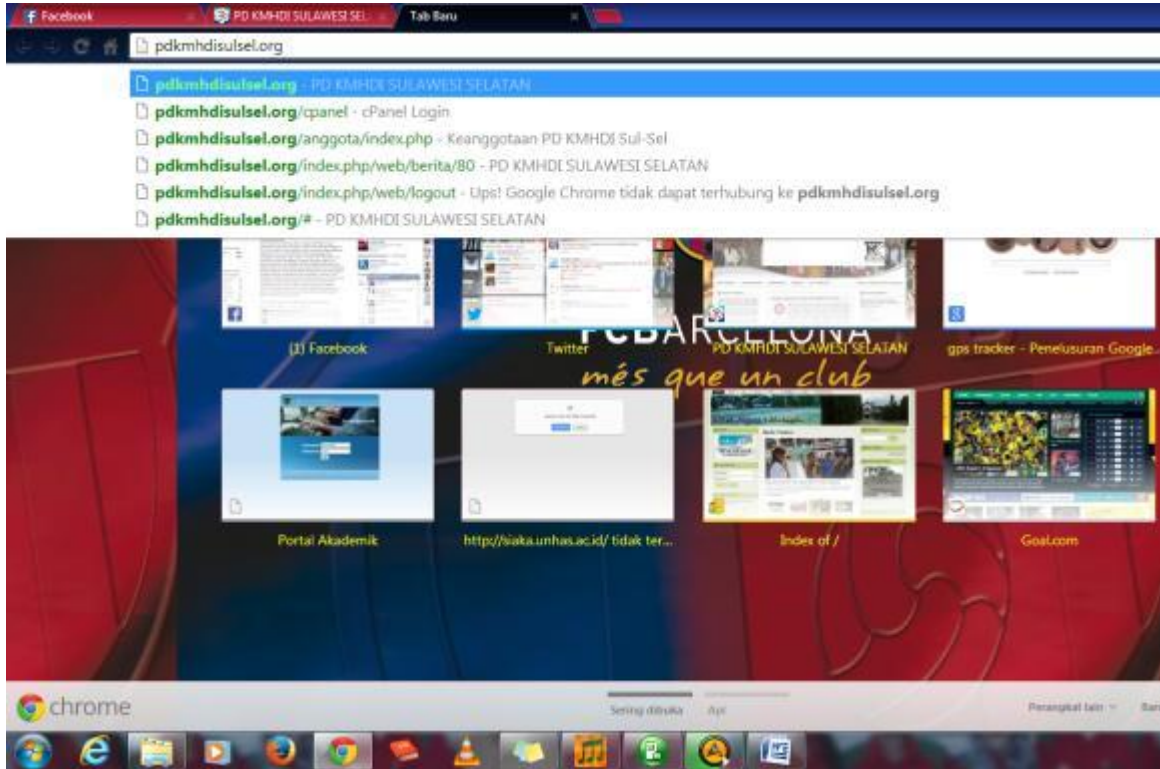 Facebook
PD KMHDI SULAWESI SEL
Tab Baru
pdkmhdisulsel.org
pdkmhdisulsel.org - PD KMHDI SULAWESI SELATAN
pdkmhdisulsel.org/cpanel - cPanel Login
pdkmhdisulsel.org/anggota/index.php - Keanggotaan PD KMHDI Sul-Sel
pdkmhdisulsel.org/index.php/web/berita/80 - PD KMHDI SULAWESI SELATAN
pdkmhdisulsel.org/index.php/web/logout - Ups! Google Chrome tidak dapat terhubung ke pdkmhdisulsel.org
pdkmhdisulsel.org/# - PD KMHDI SULAWESI SELATAN
FCBARCELONA
(1) Facebook
Twitter
PD KMHDI SULAWESI SELATAN
gps tracker - Penelusuran Google
més que un club
Portal Akademik
http://siaka.unhas.ac.id/ tidak ter...
Index of /
Goal.com
chrome
Sering dibuka
Apl
Perangkat lain
Bar